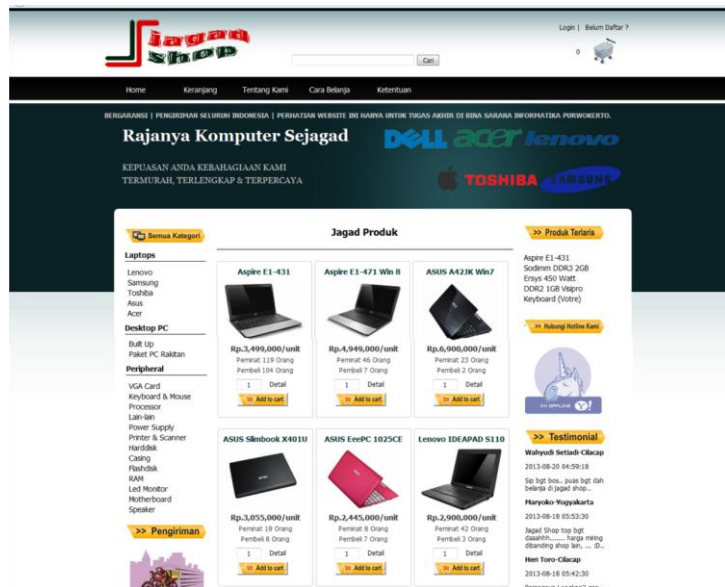 Jagad
shop
Login | Belum Daftar ?
0
Cari
Home Keranjang Tentang Kami Cara Belanja Ketentuan
BERGARANSI | PENGIRIMAN SELURUH INDONESIA | PERHATIAN WEBSITE INI HANYA UNTUK TUGAS AKHIR DI BINA SARANA INFORMATIKA PURWOKERTO.
Rajanya Komputer Sejagad
DELL acer lenovo
KEPUASAN ANDA KEBAHAGIAAN KAMI
TERMURAH, TERLENGKAP & TERPERCAYA
TOSHIBA SAMSUNG
Semua Kategori
Laptops
Lenovo
Samsung
Toshiba
Asus
Acer
Desktop PC
Built Up
Paket PC Rakitan
Peripheral
VGA Card
Keyboard & Mouse
Processor
Lain-lain
Power Supply
Printer & Scanner
Harddisk
Casing
Flashdisk
RAM
Led Monitor
Motherboard
Speaker
>> Pengiriman
Jagad Produk
Aspire E1-431
Rp.3,499,000/unit
Peminat 119 Orang
Pembeli 104 Orang
1 Detail
Add to cart
Aspire E1-471 Win 8
Rp.4,949,000/unit
Peminat 46 Orang
Pembeli 7 Orang
1 Detail
Add to cart
ASUS A42JK Win7
Rp.6,900,000/unit
Peminat 23 Orang
Pembeli 2 Orang
1 Detail
Add to cart
ASUS Slimbook X401U
Rp.3,055,000/unit
Peminat 19 Orang
Pembeli 8 Orang
1 Detail
Add to cart
ASUS EeePC 1025CE
Rp.2,445,000/unit
Peminat 8 Orang
Pembeli 7 Orang
1 Detail
Add to cart
Lenovo IDEAPAD S110
Rp.2,900,000/unit
Peminat 42 Orang
Pembeli 3 Orang
1 Detail
Add to cart
>> Produk Terlaris
Aspire E1-431
Sodimm DDR3 2GB
Ersys 450 Watt
DDR2 1GB Visipro
Keyboard (Votre)
>> Hubungi Hotline Kami
I'M OFFLINE Y!
>> Testimonial
Wahyudi Setiadi-Cilacap
2013-08-20 04:59:18
Sip bgt bos.. puas bgt dah
belanja di jagad shop...
Maryoko-Yogyakarta
2013-08-18 05:53:30
Jagad Shop top bgt
daaahhh........ harga miring
dibanding shop lain, ... :D..
Heri Toro-Cilacap
2013-08-18 05:42:30